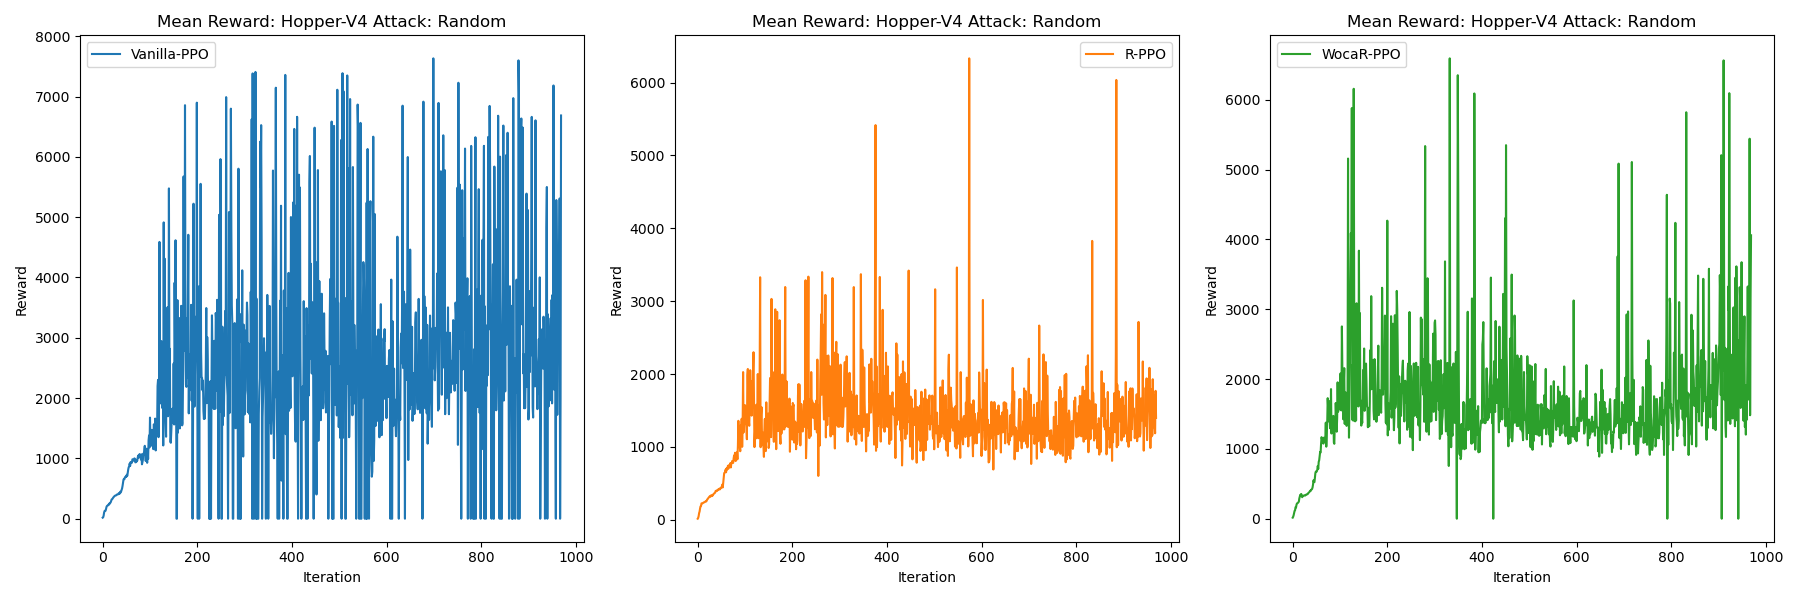 Mean Reward: Hopper-V4 Attack: Random
Vanilla-PPO
8000
7000
6000
5000
4000
3000
2000
1000
0
Reward
0 200 400 600 800 1000
Iteration
Mean Reward: Hopper-V4 Attack: Random
R-PPO
6000
5000
4000
3000
2000
1000
0
Reward
0 200 400 600 800 1000
Iteration
Mean Reward: Hopper-V4 Attack: Random
WocaR-PPO
6000
5000
4000
3000
2000
1000
0
Reward
0 200 400 600 800 1000
Iteration